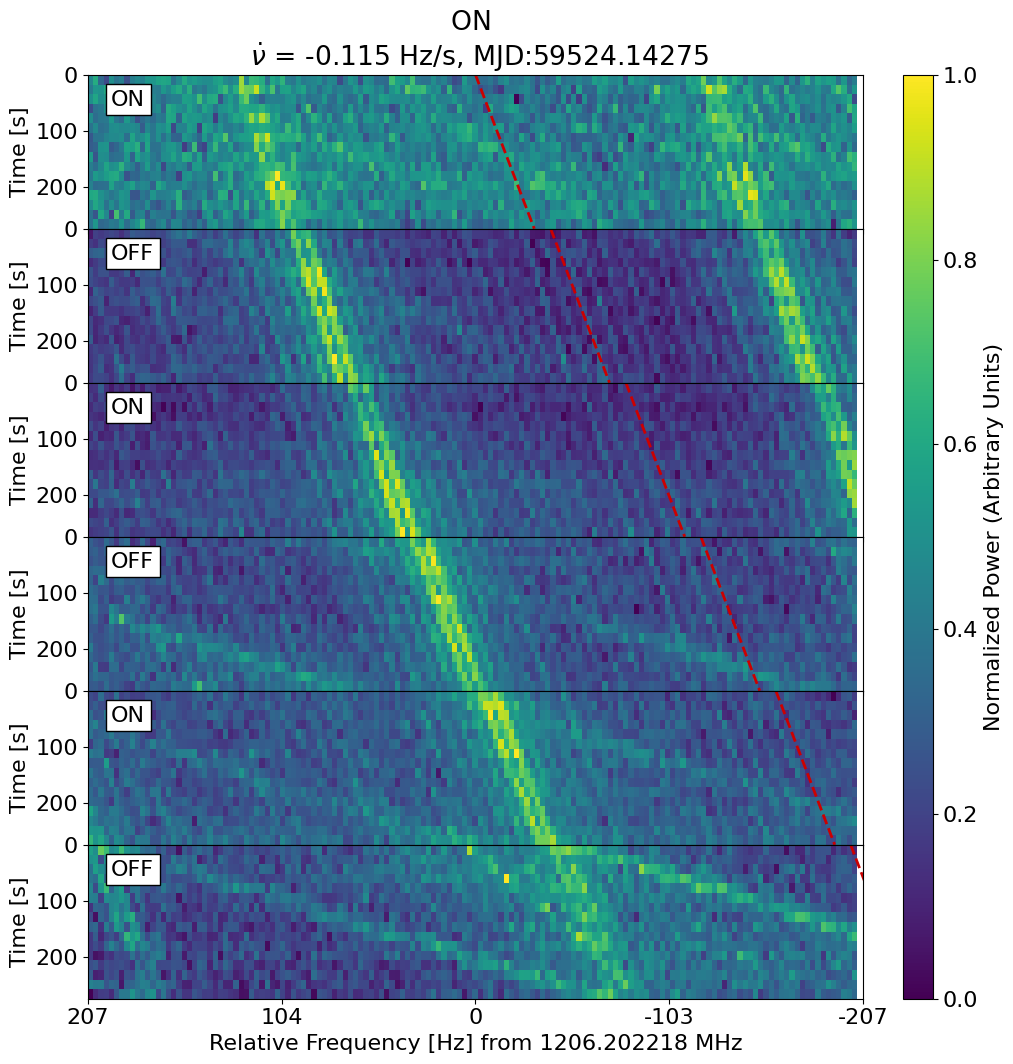 ON
ν̇ = -0.115 Hz/s, MJD:59524.14275
Time [s]
0
100
200
ON
Time [s]
0
100
200
OFF
Time [s]
0
100
200
ON
Time [s]
0
100
200
OFF
Time [s]
0
100
200
ON
Time [s]
0
100
200
OFF
207
104
0
-103
-207
Relative Frequency [Hz] from 1206.202218 MHz
1.0
0.8
0.6
0.4
0.2
0.0
Normalized Power (Arbitrary Units)